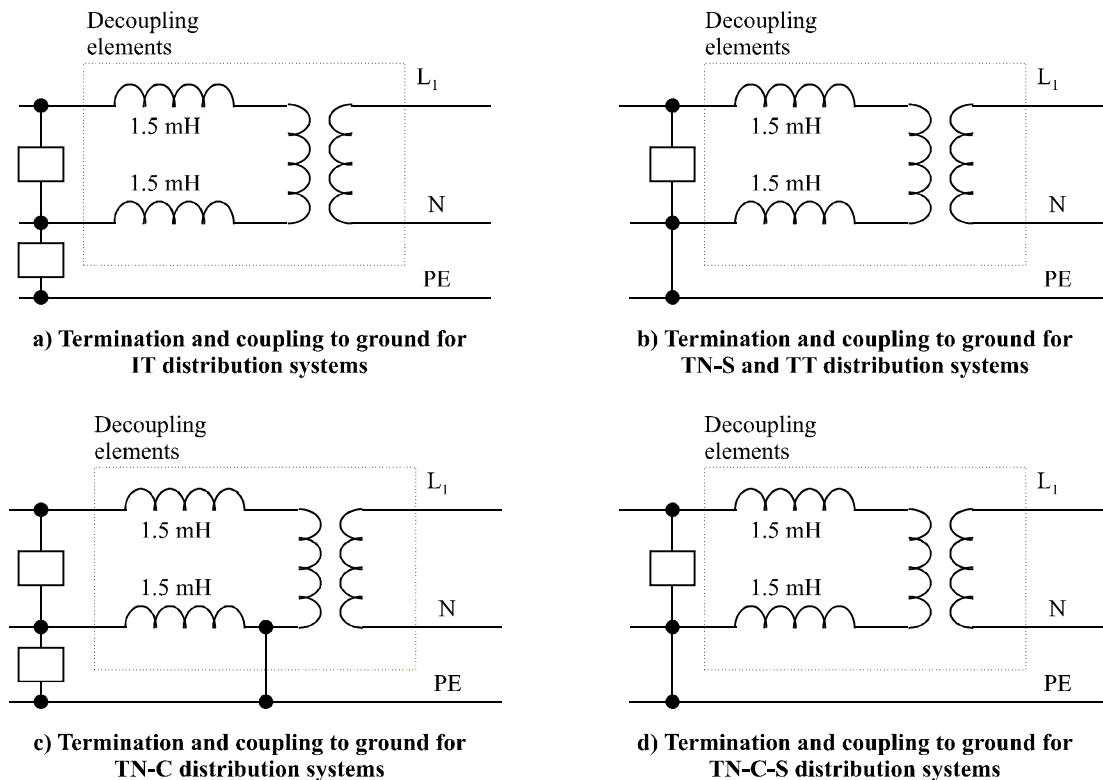 Decoupling
elements
L₁
1.5 mH
1.5 mH
N
PE
a) Termination and coupling to ground for
IT distribution systems
Decoupling
elements
L₁
1.5 mH
1.5 mH
N
PE
b) Termination and coupling to ground for
TN-S and TT distribution systems
Decoupling
elements
L₁
1.5 mH
1.5 mH
N
PE
c) Termination and coupling to ground for
TN-C distribution systems
Decoupling
elements
L₁
1.5 mH
1.5 mH
N
PE
d) Termination and coupling to ground for
TN-C-S distribution systems